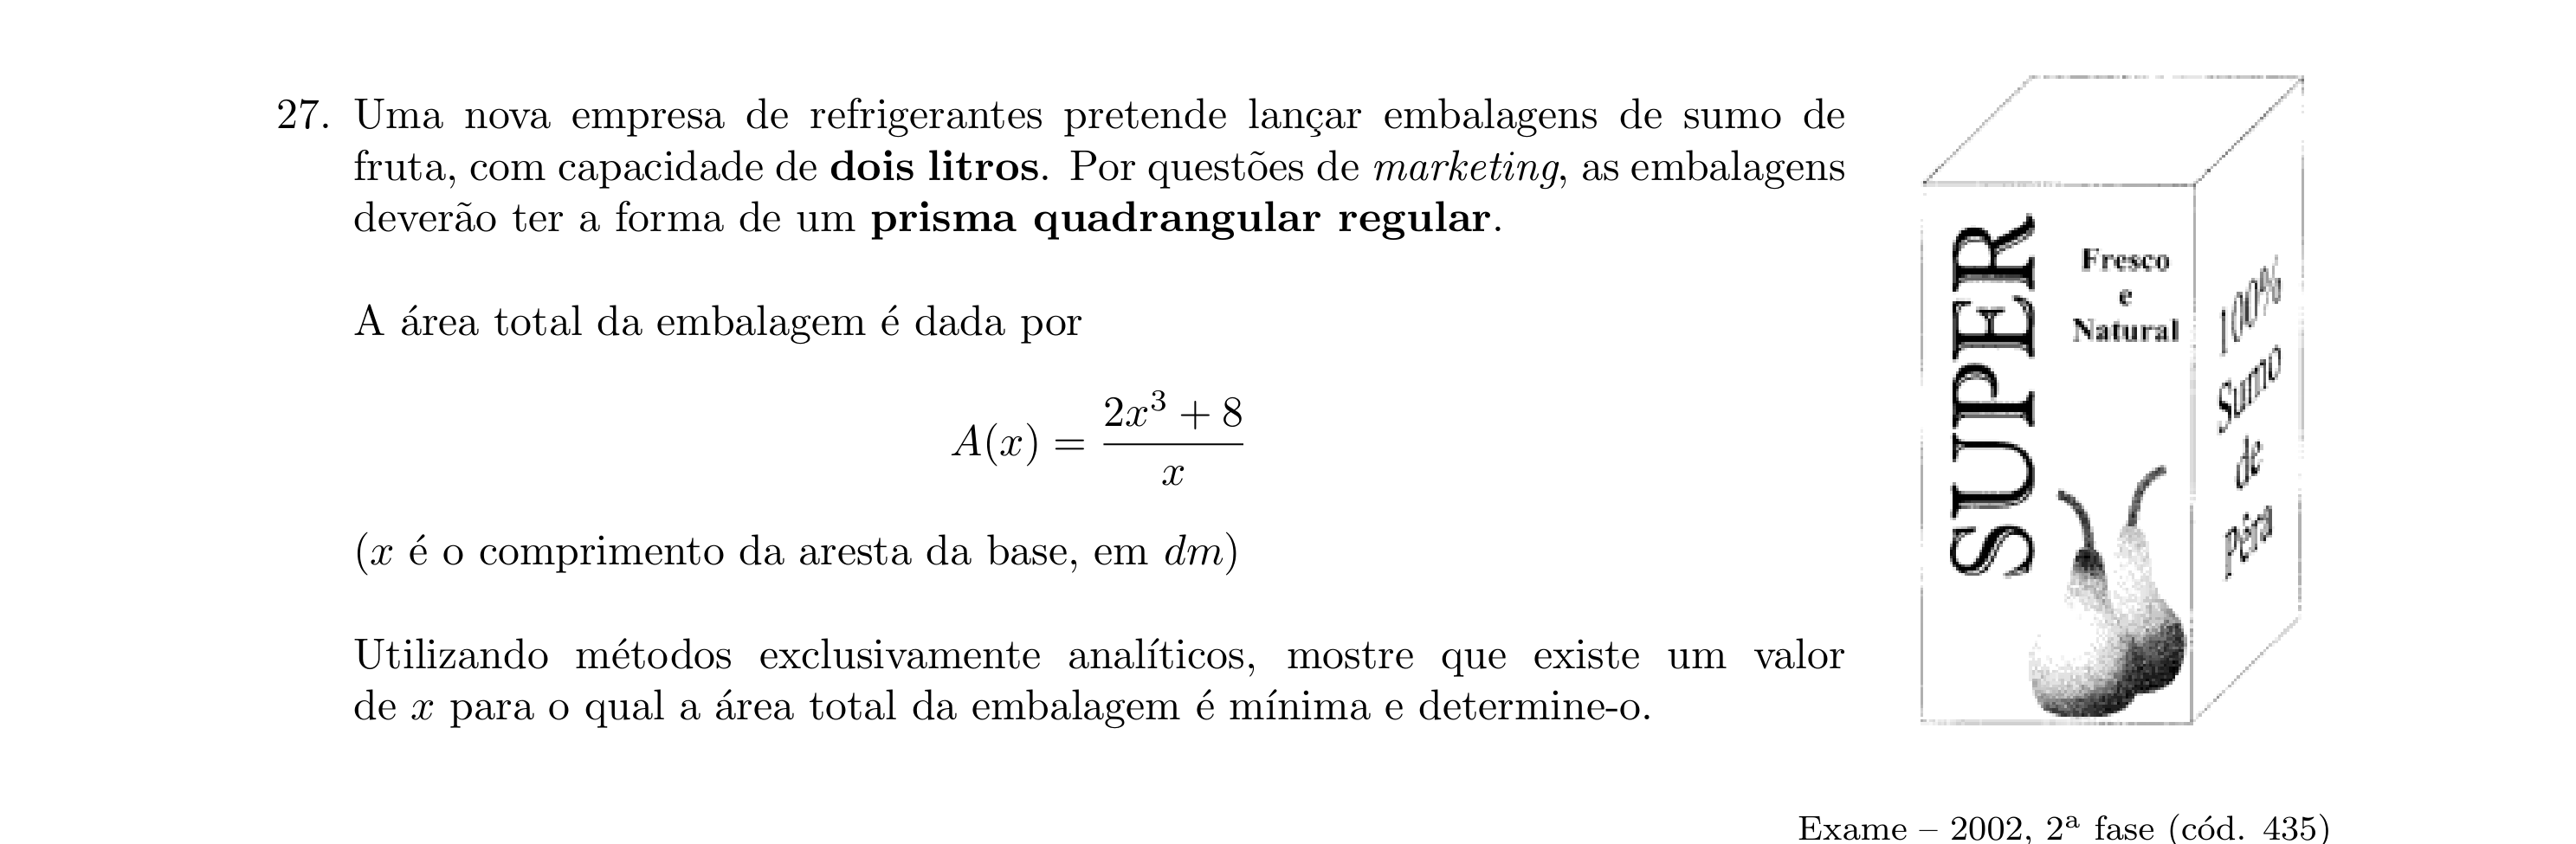 27. Uma nova empresa de refrigerantes pretende lançar embalagens de sumo de
fruta, com capacidade de dois litros. Por questões de marketing, as embalagens
deverão ter a forma de um prisma quadrangular regular.
A área total da embalagem é dada por
A(x) = \frac{2x^3 + 8}{x}
(x é o comprimento da aresta da base, em dm)
Utilizando métodos exclusivamente analíticos, mostre que existe um valor
de x para o qual a área total da embalagem é mínima e determine-o.
SUPER
Fresco
e
Natural
100%
Sumo
de
Pêra
Exame – 2002, 2ª fase (cód. 435)